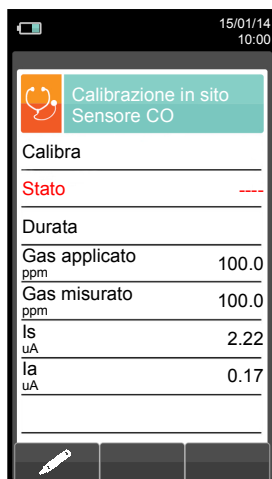 15/01/14
10:00
Calibrazione in sito
Sensore CO
Calibra
Stato ----
Durata
Gas applicato 100.0
ppm
Gas misurato 100.0
ppm
Is 2.22
uA
Ia 0.17
uA